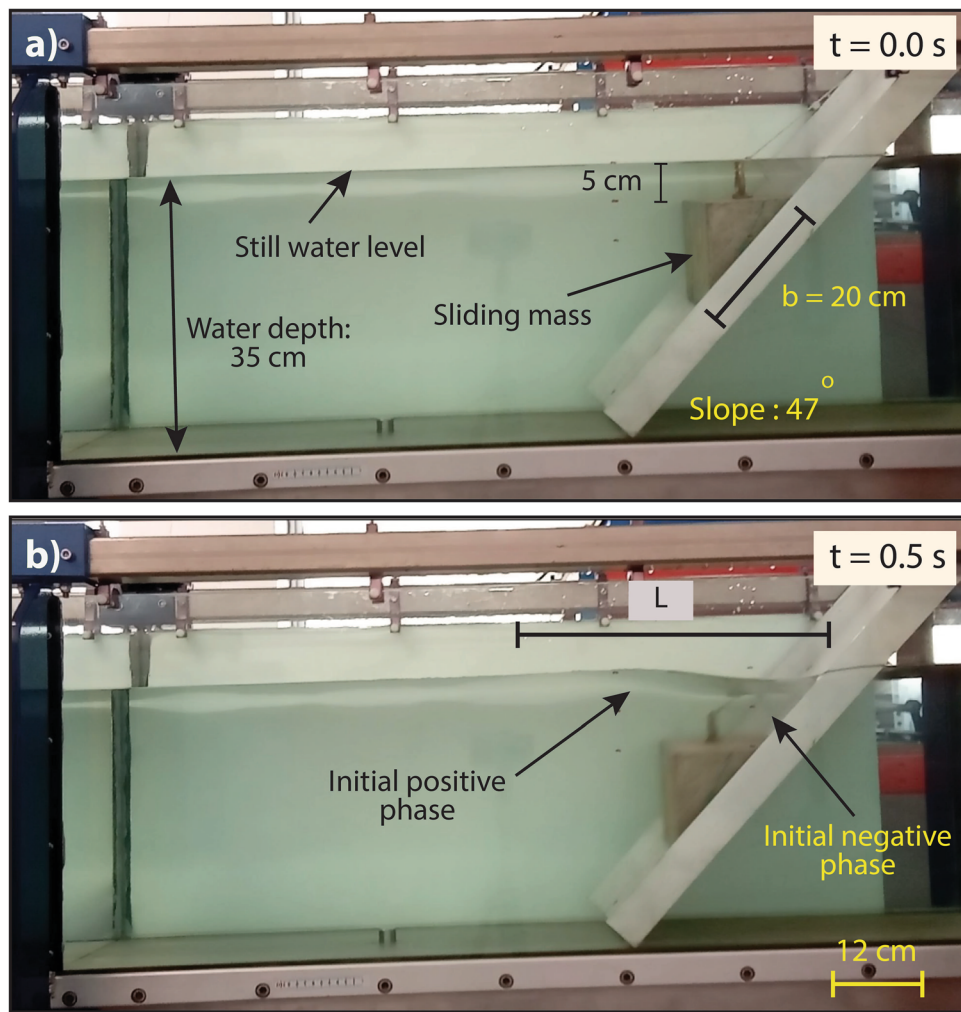 a)
t = 0.0 s
5 cm
Still water level
Sliding mass
b = 20 cm
Water depth:
35 cm
Slope : 47°
b)
t = 0.5 s
L
Initial positive
phase
Initial negative
phase
12 cm